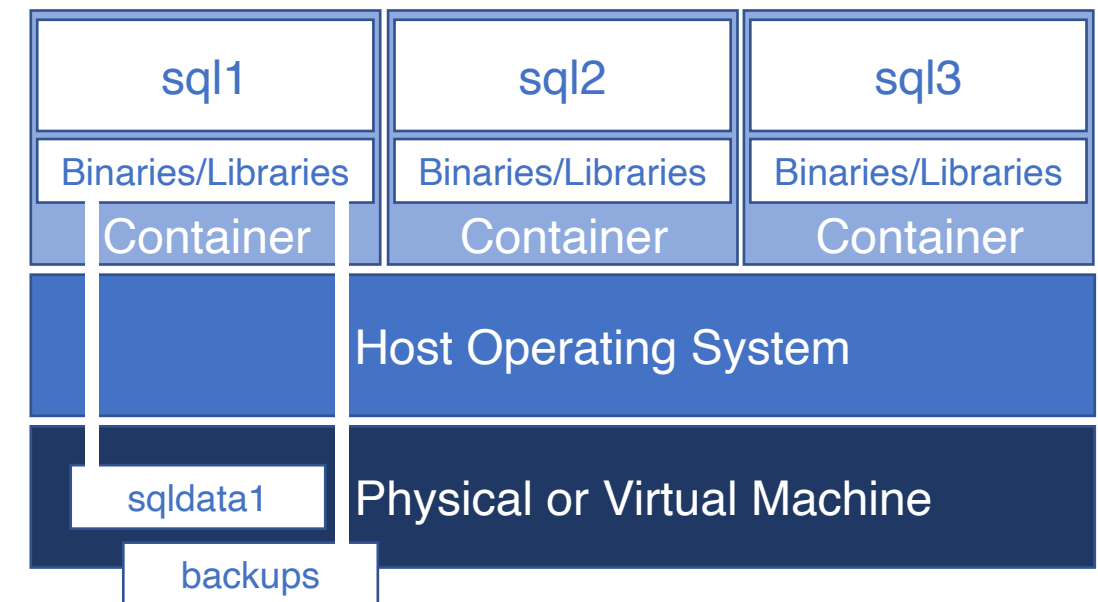 sql1
sql2
sql3
Binaries/Libraries
Binaries/Libraries
Binaries/Libraries
Container
Container
Container
Host Operating System
sqldata1
Physical or Virtual Machine
backups